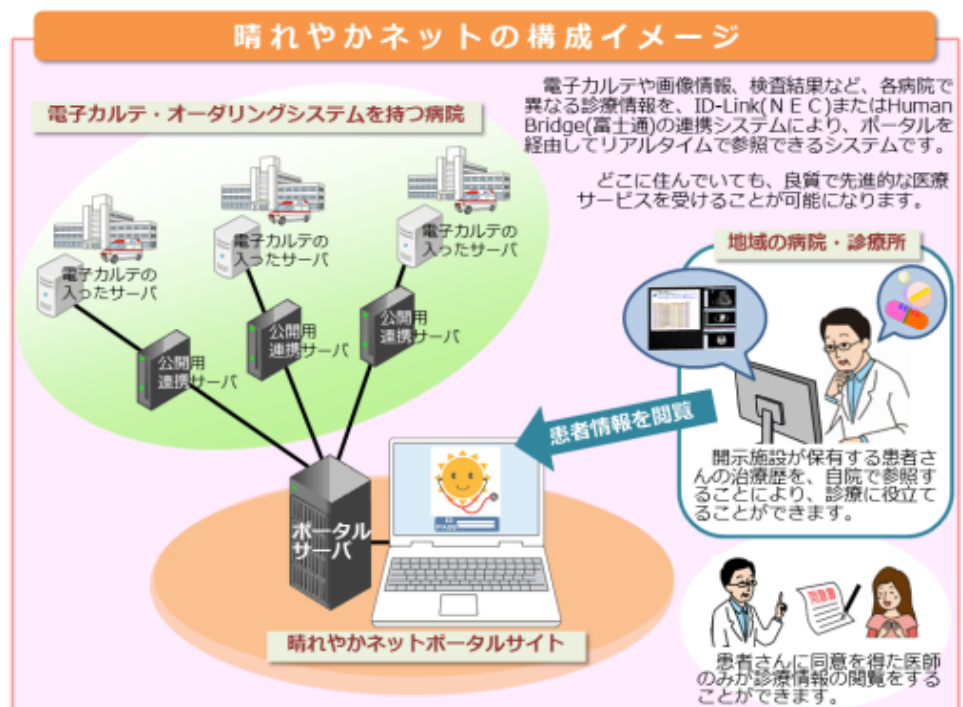 晴れやかネットの構成イメージ
電子カルテや画像情報、検査結果など、各病院で
異なる診療情報を、ID-Link(ＮＥＣ)またはHuman
Bridge(富士通)の連携システムにより、ポータルを
経由してリアルタイムで参照できるシステムです。
どこに住んでいても、良質で先進的な医療
サービスを受けることが可能になります。
電子カルテ・オーダリングシステムを持つ病院
電子カルテの
入ったサーバ
電子カルテの
入ったサーバ
電子カルテの
入ったサーバ
公開用
連携サーバ
公開用
連携サーバ
公開用
連携サーバ
地域の病院・診療所
患者情報を閲覧
開示施設が保有する患者さ
んの治療歴を、自院で参照す
ることにより、診療に役立て
ることができます。
ID
PASS
ポータル
サーバ
晴れやかネットポータルサイト
同意書
患者さんに同意を得た医師
のみが診療情報の閲覧をする
ことができます。